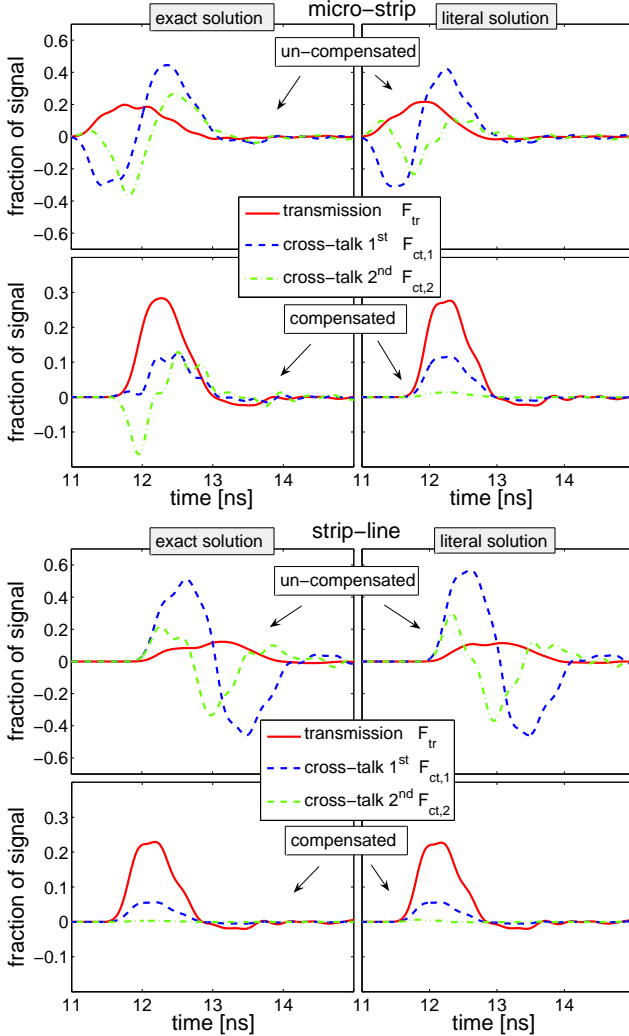 micro−strip
exact solution
literal solution
un−compensated
fraction of signal
0.6
0.4
0.2
0
−0.2
−0.4
−0.6
transmission F_tr
cross−talk 1^st F_ct,1
cross−talk 2^nd F_ct,2
compensated
fraction of signal
0.3
0.2
0.1
0
−0.1
11 12 13 14 11 12 13 14
time [ns] time [ns]
strip−line
exact solution
literal solution
un−compensated
fraction of signal
0.6
0.4
0.2
0
−0.2
−0.4
−0.6
transmission F_tr
cross−talk 1^st F_ct,1
cross−talk 2^nd F_ct,2
compensated
fraction of signal
0.3
0.2
0.1
0
−0.1
11 12 13 14 11 12 13 14
time [ns] time [ns]